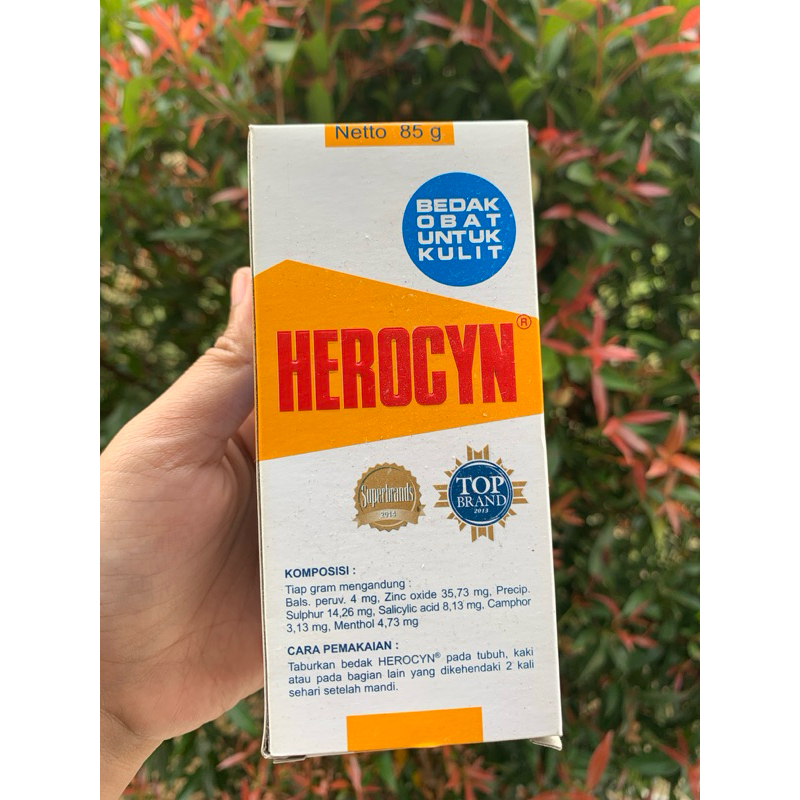 Netto 85 g
BEDAK
OBAT
UNTUK
KULIT
HEROCYN®
Superbrands
TOP
BRAND
2013
KOMPOSISI :
Tiap gram mengandung :
Bals. peruv. 4 mg, Zinc oxide 35,73 mg, Precip.
Sulphur 14,26 mg, Salicylic acid 8,13 mg, Camphor
3,13 mg, Menthol 4,73 mg
CARA PEMAKAIAN :
Taburkan bedak HEROCYN® pada tubuh, kaki
atau pada bagian lain yang dikehendaki 2 kali
sehari setelah mandi.